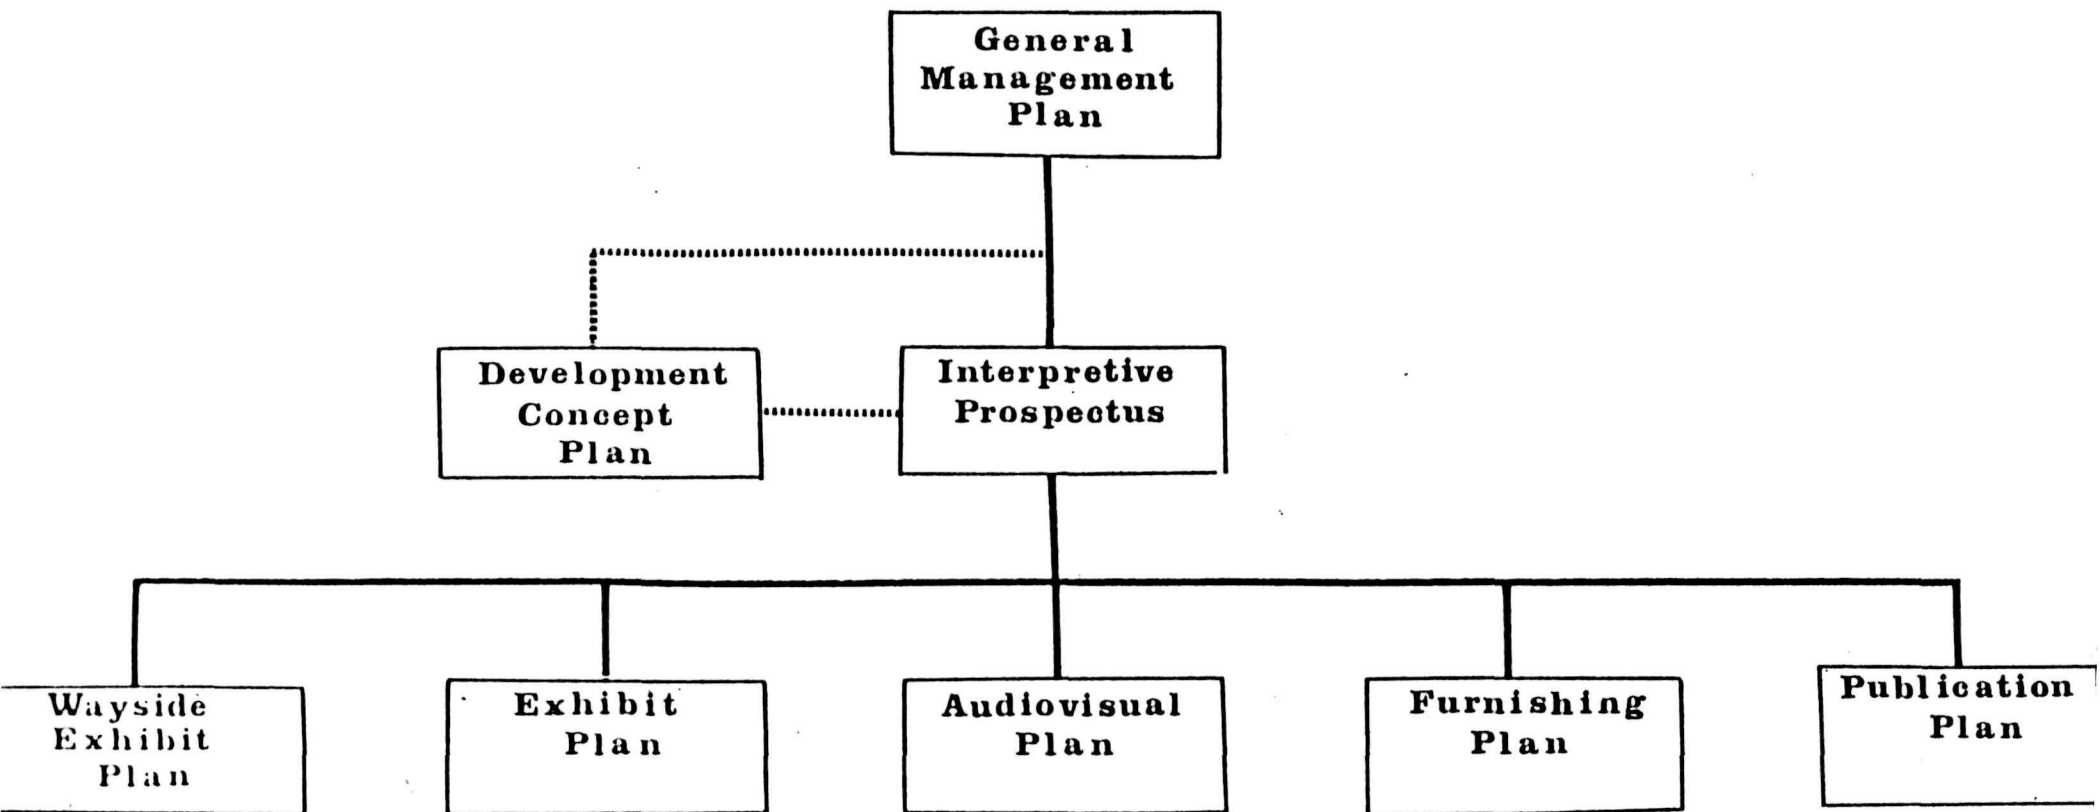 General
Management
Plan
Development
Concept
Plan
Interpretive
Prospectus
Wayside
Exhibit
Plan
Exhibit
Plan
Audiovisual
Plan
Furnishing
Plan
Publication
Plan